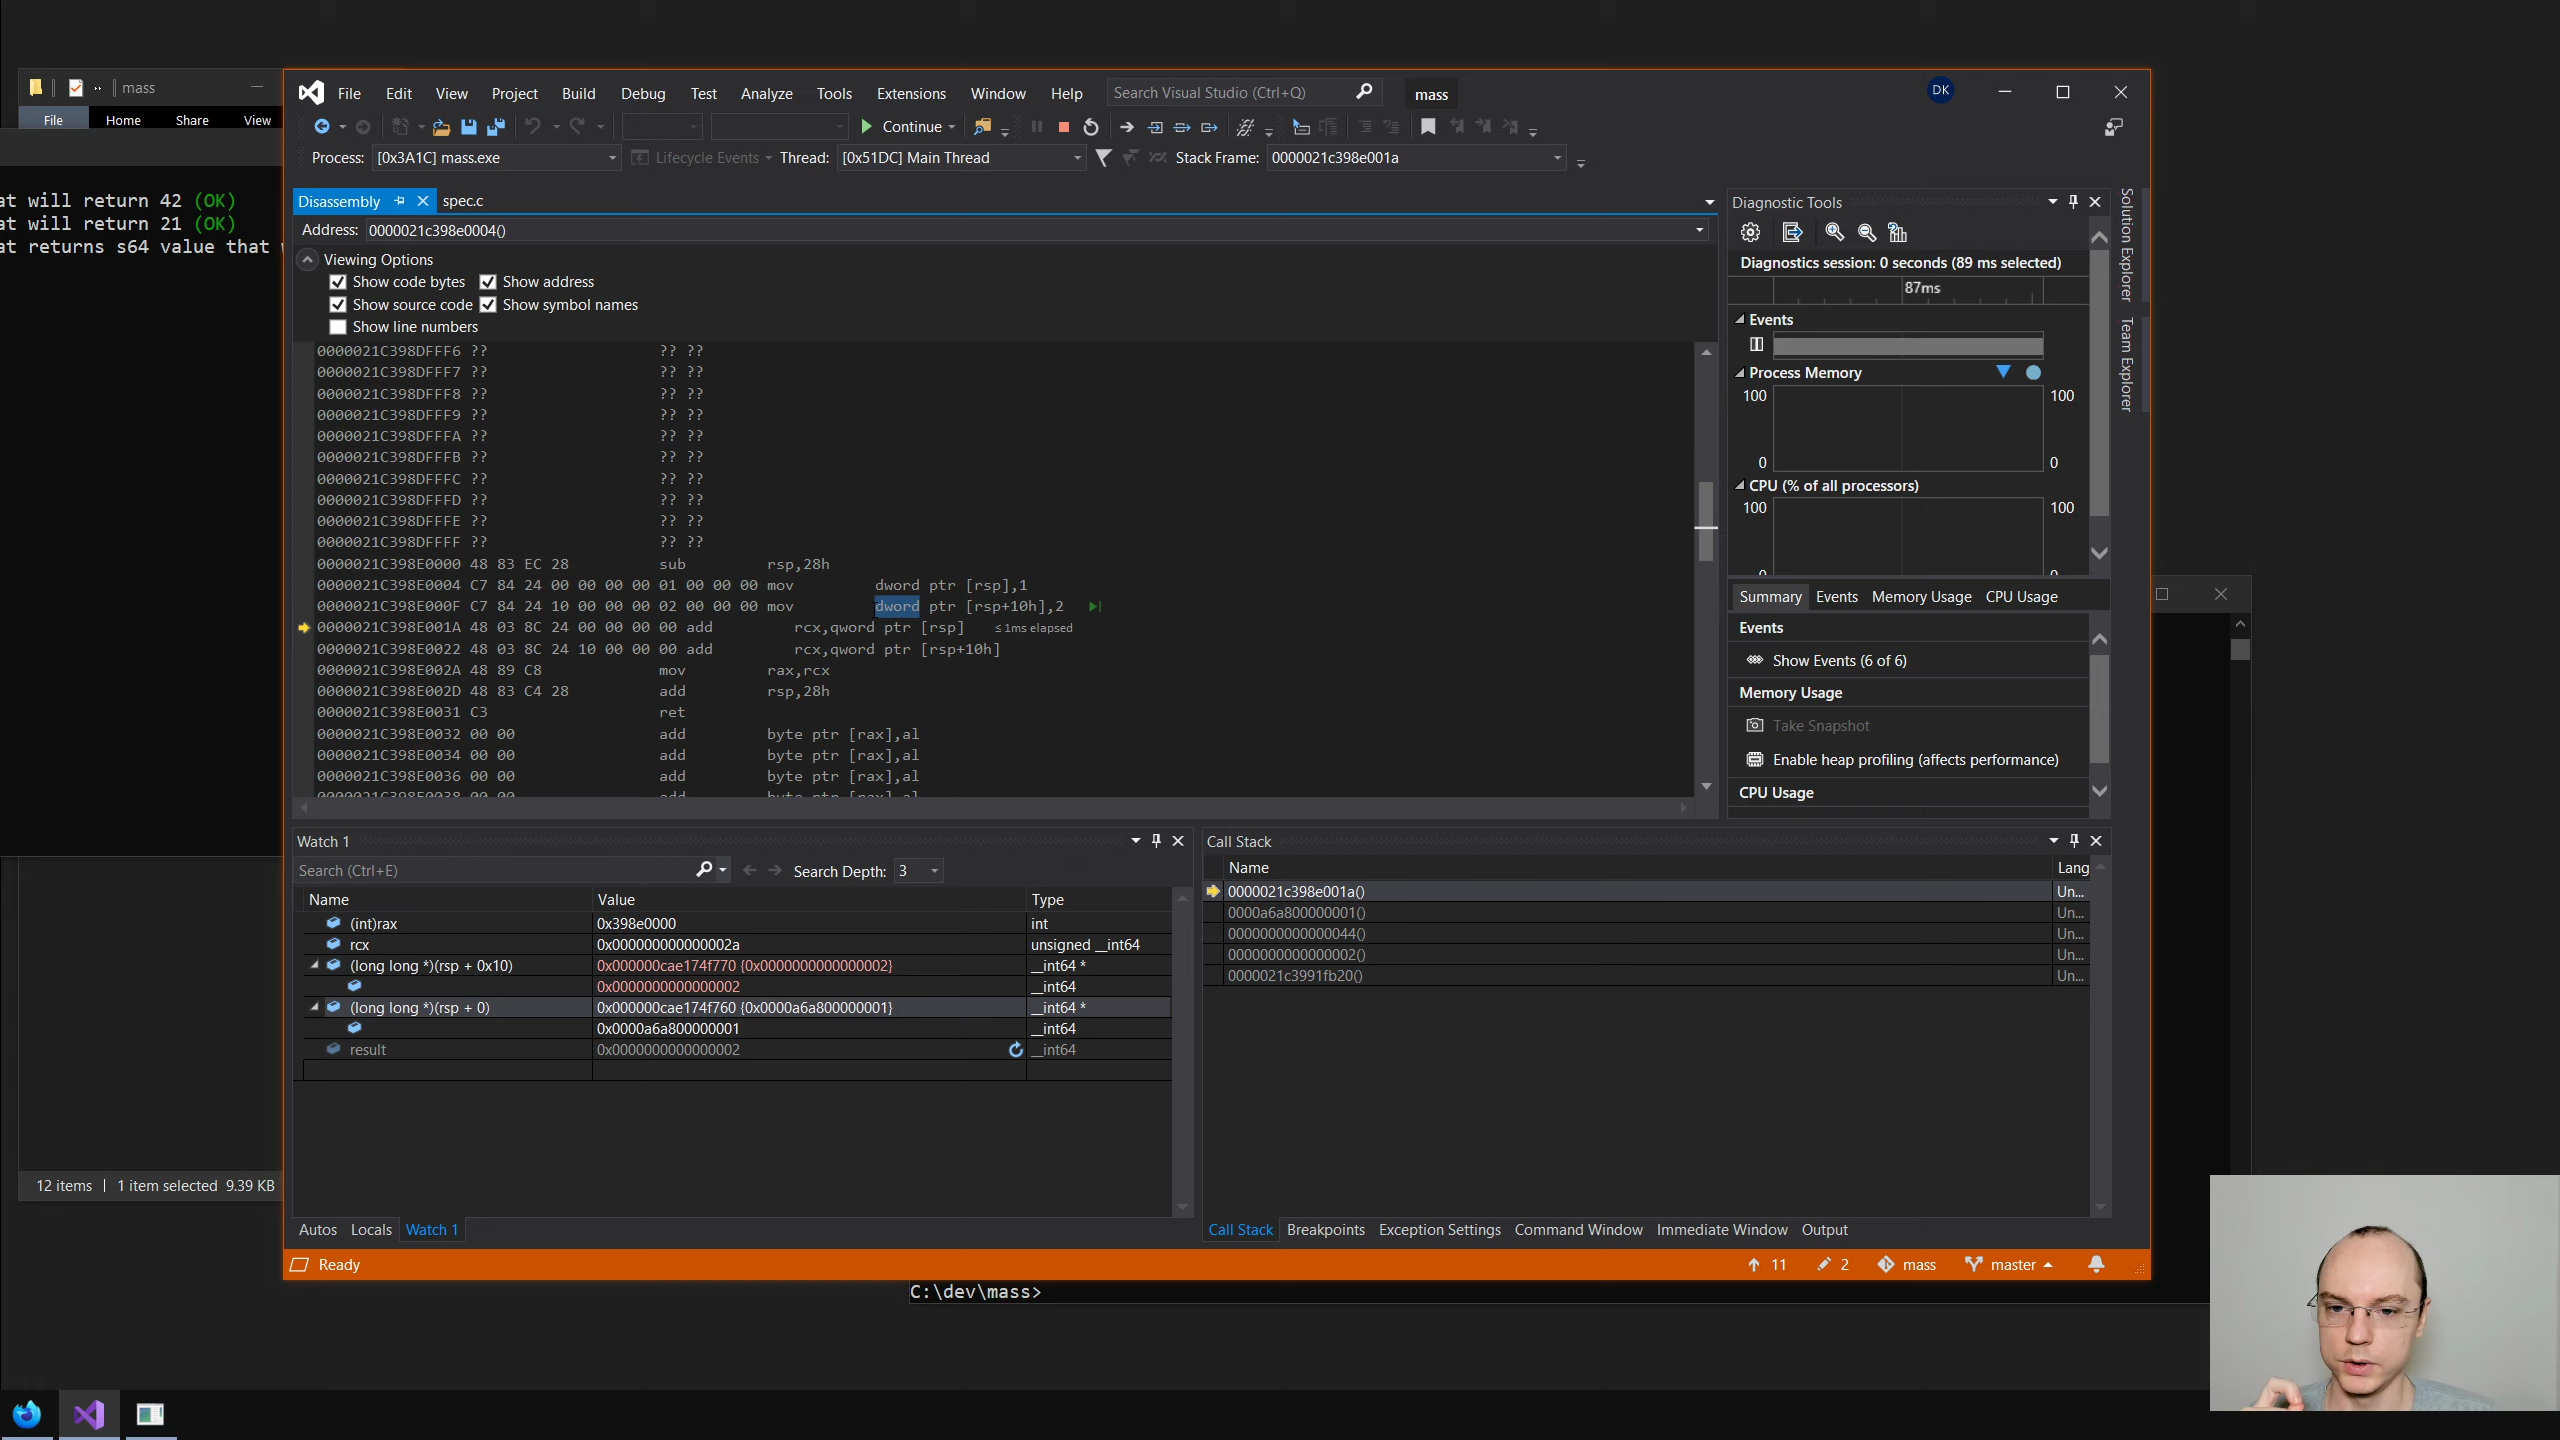 mass
File Home Share View
at will return 42 (OK)
at will return 21 (OK)
at returns s64 value that
12 items | 1 item selected 9.39 KB
File Edit View Project Build Debug Test Analyze Tools Extensions Window Help
Search Visual Studio (Ctrl+Q)
mass
DK
Continue
Process: [0x3A1C] mass.exe Lifecycle Events Thread: [0x51DC] Main Thread Stack Frame: 0000021c398e001a
Disassembly spec.c
Address: 0000021c398e0004()
Viewing Options
Show code bytes Show address
Show source code Show symbol names
Show line numbers
0000021C398DFFF6 ?? ?? ??
0000021C398DFFF7 ?? ?? ??
0000021C398DFFF8 ?? ?? ??
0000021C398DFFF9 ?? ?? ??
0000021C398DFFFA ?? ?? ??
0000021C398DFFFB ?? ?? ??
0000021C398DFFFC ?? ?? ??
0000021C398DFFFD ?? ?? ??
0000021C398DFFFE ?? ?? ??
0000021C398DFFFF ?? ?? ??
0000021C398E0000 48 83 EC 28 sub rsp,28h
0000021C398E0004 C7 84 24 00 00 00 00 01 00 00 00 mov dword ptr [rsp],1
0000021C398E000F C7 84 24 10 00 00 00 02 00 00 00 mov dword ptr [rsp+10h],2
0000021C398E001A 48 03 8C 24 00 00 00 00 add rcx,qword ptr [rsp] ≤ 1ms elapsed
0000021C398E0022 48 03 8C 24 10 00 00 00 add rcx,qword ptr [rsp+10h]
0000021C398E002A 48 89 C8 mov rax,rcx
0000021C398E002D 48 83 C4 28 add rsp,28h
0000021C398E0031 C3 ret
0000021C398E0032 00 00 add byte ptr [rax],al
0000021C398E0034 00 00 add byte ptr [rax],al
0000021C398E0036 00 00 add byte ptr [rax],al
0000021C398E0038 00 00 add byte ptr [rax],al
Diagnostic Tools
Diagnostics session: 0 seconds (89 ms selected)
87ms
Events
Process Memory
100 100
0 0
CPU (% of all processors)
100 100
0 0
Summary Events Memory Usage CPU Usage
Events
Show Events (6 of 6)
Memory Usage
Take Snapshot
Enable heap profiling (affects performance)
CPU Usage
Solution Explorer
Team Explorer
Watch 1
Search (Ctrl+E) Search Depth: 3
Name Value Type
(int)rax 0x398e0000 int
rcx 0x000000000000002a unsigned __int64
(long long *)(rsp + 0x10) 0x000000cae174f770 {0x0000000000000002} __int64 *
0x0000000000000002 __int64
(long long *)(rsp + 0) 0x000000cae174f760 {0x0000a6a800000001} __int64 *
0x0000a6a800000001 __int64
result 0x0000000000000002 __int64
Autos Locals Watch 1
Call Stack
Name Lang
0000021c398e001a() Un...
0000a6a800000001() Un...
0000000000000044() Un...
0000000000000002() Un...
0000021c3991fb20() Un...
Call Stack Breakpoints Exception Settings Command Window Immediate Window Output
Ready 11 2 mass master
C:\dev\mass>